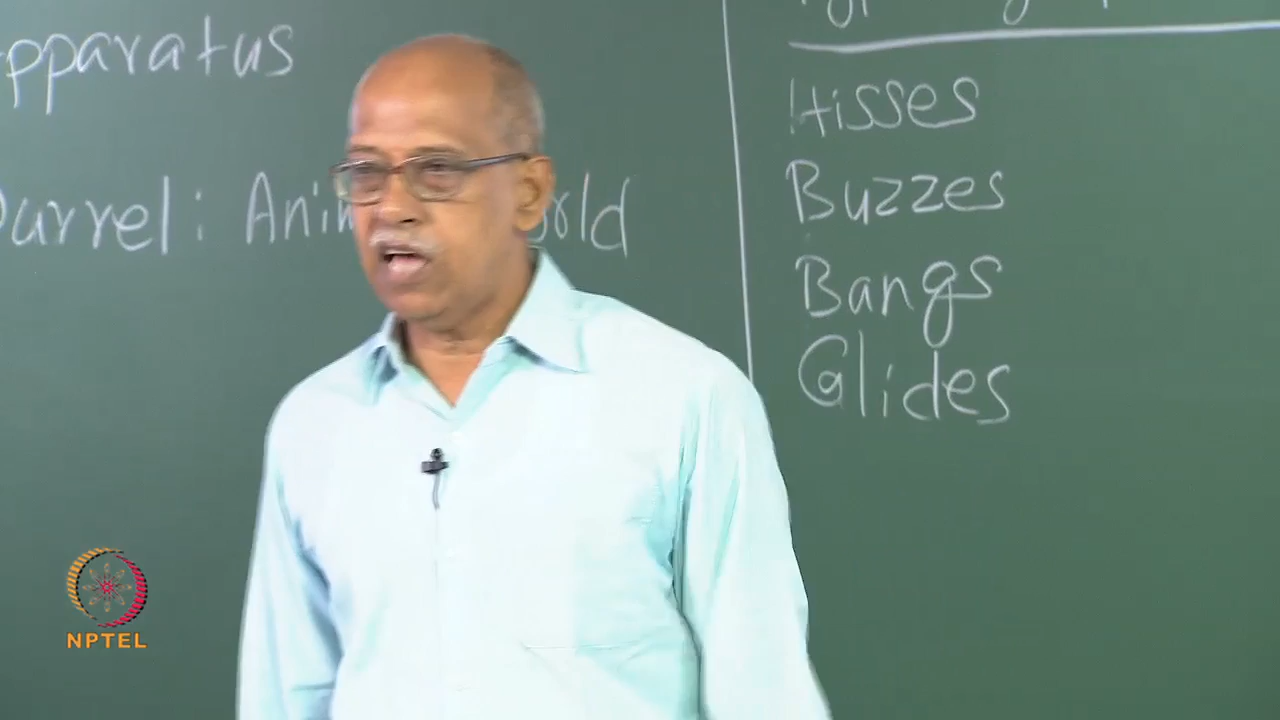 pparatus
urrel: Ani orld
Hisses
Buzzes
Bangs
Glides
NPTEL